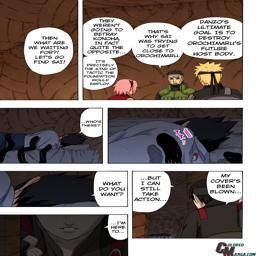 DANZO'S
ULTIMATE
GOAL IS TO
DESTROY
OROCHIMARU'S
FUTURE
HOST BODY.
THAT'S
WHY SAI
WAS TRYING
TO GET
CLOSE TO
OROCHIMARU.
THEY
WEREN'T
GOING TO
BETRAY
KONOHA,
IN FACT
QUITE THE
OPPOSITE...
IT'S
PRECISELY
THE KIND
OF TACTIC
THE
FOUNDATION
WOULD
EMPLOY.
THEN
WHAT ARE
WE WAITING
FOR?!
LET'S GO
FIND SAI!
WHO'S
THERE?
MY
COVER'S
BEEN
BLOWN...
...BUT I
CAN STILL
TAKE
ACTION...
WHAT
DO YOU
WANT?
...I'M
HERE
TO...
COLORED
MANGA.COM